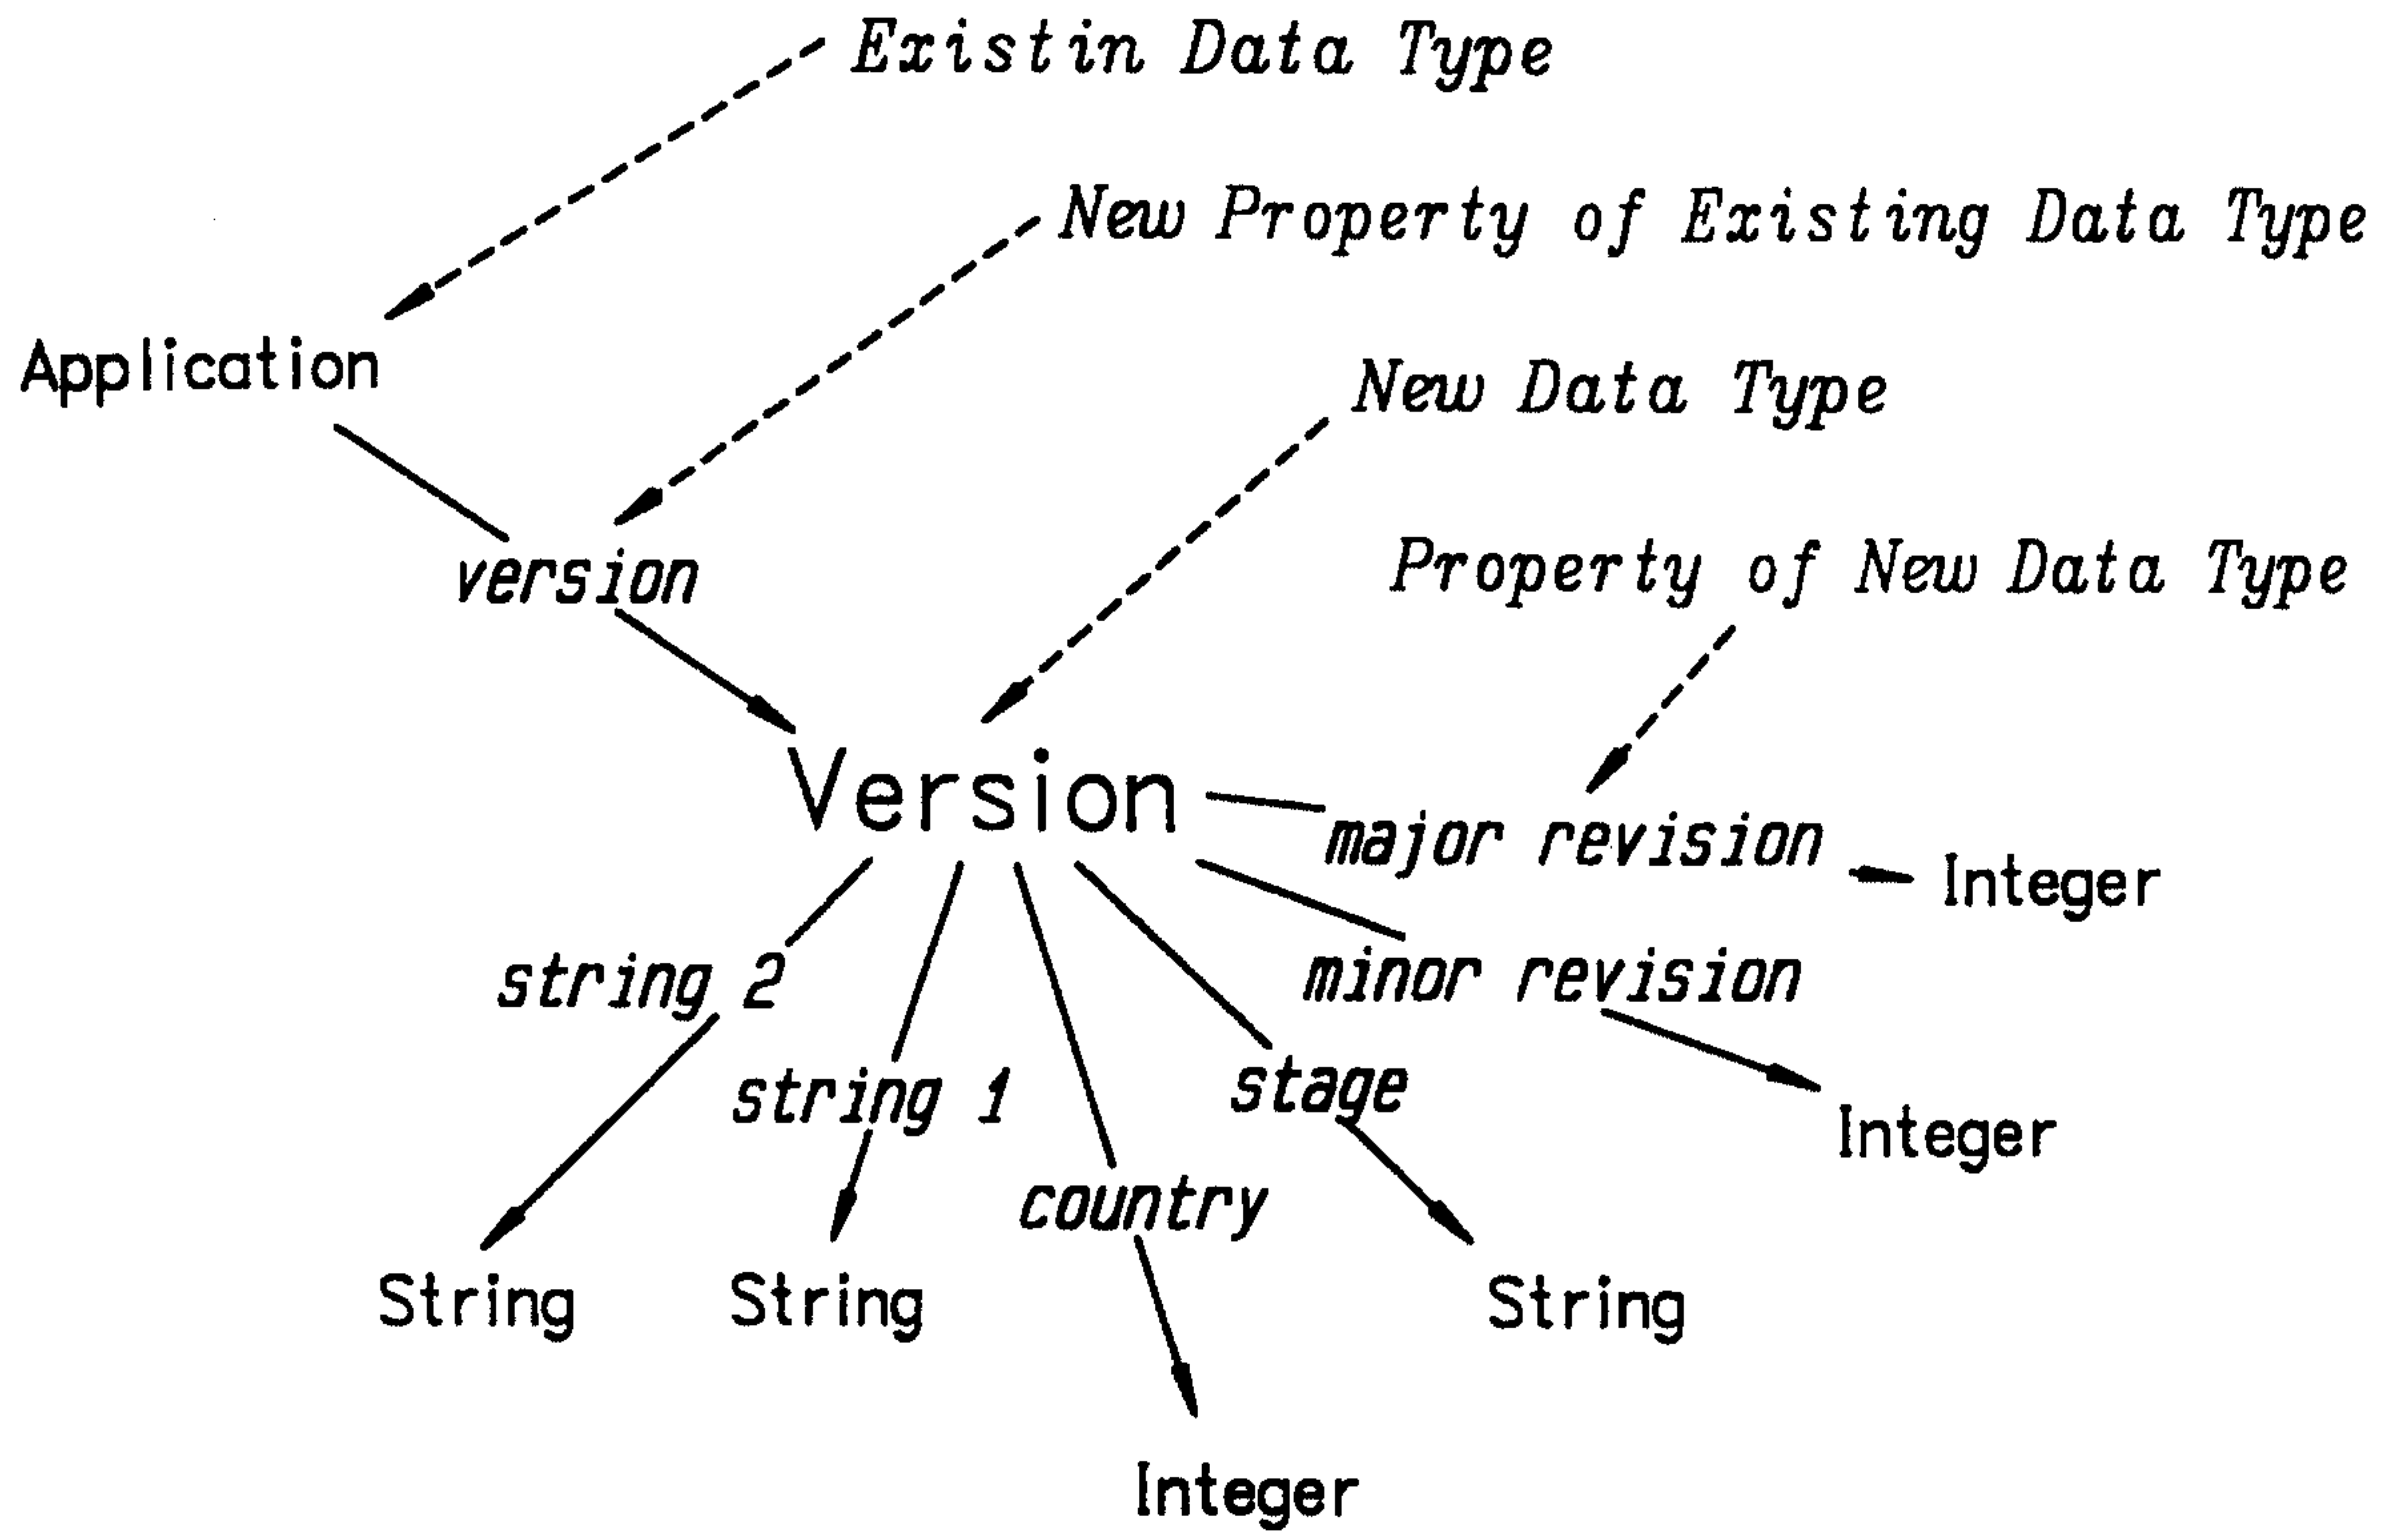 Existin Data Type
New Property of Existing Data Type
Application
New Data Type
version
Property of New Data Type
Version
major revision
Integer
string 2
minor revision
string 1
stage
Integer
country
String
String
String
Integer